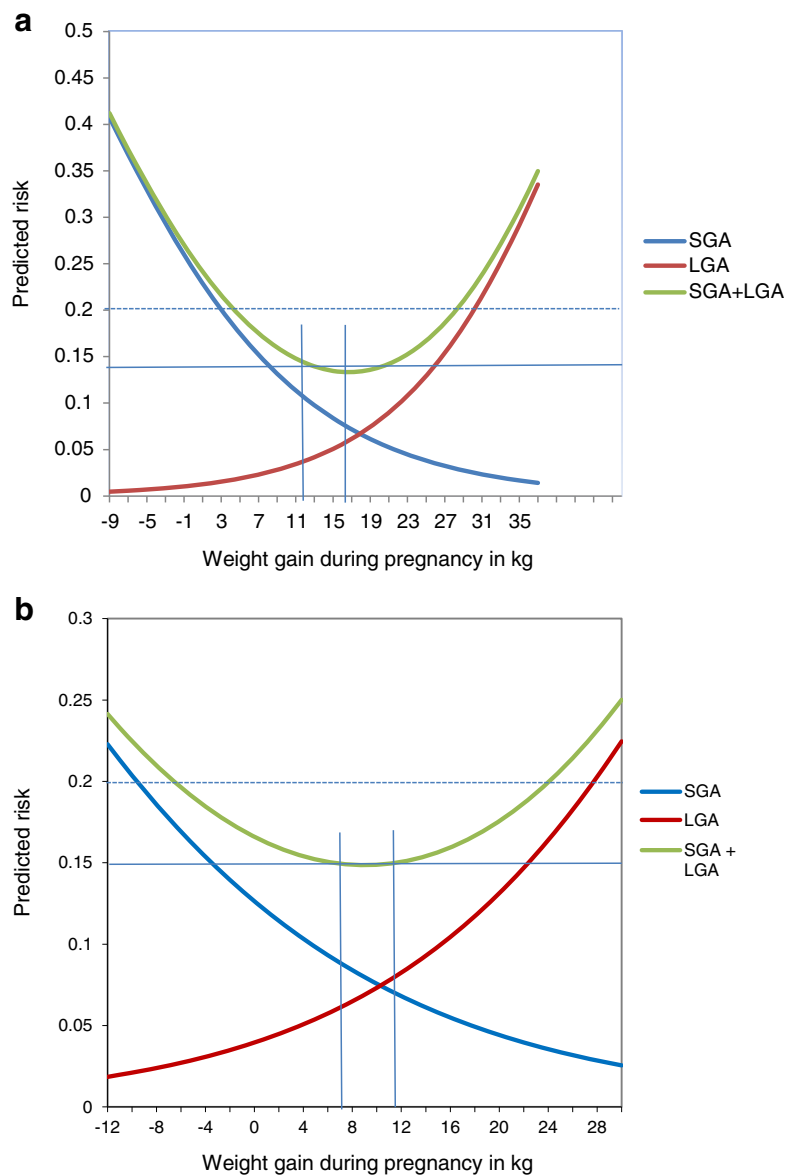 a
0.5
0.45
0.4
0.35
0.3
0.25
0.2
0.15
0.1
0.05
0
Predicted risk
-9 -5 -1 3 7 11 15 19 23 27 31 35
Weight gain during pregnancy in kg
SGA
LGA
SGA+LGA
b
0.3
0.25
0.2
0.15
0.1
0.05
0
Predicted risk
-12 -8 -4 0 4 8 12 16 20 24 28
Weight gain during pregnancy in kg
SGA
LGA
SGA +
LGA